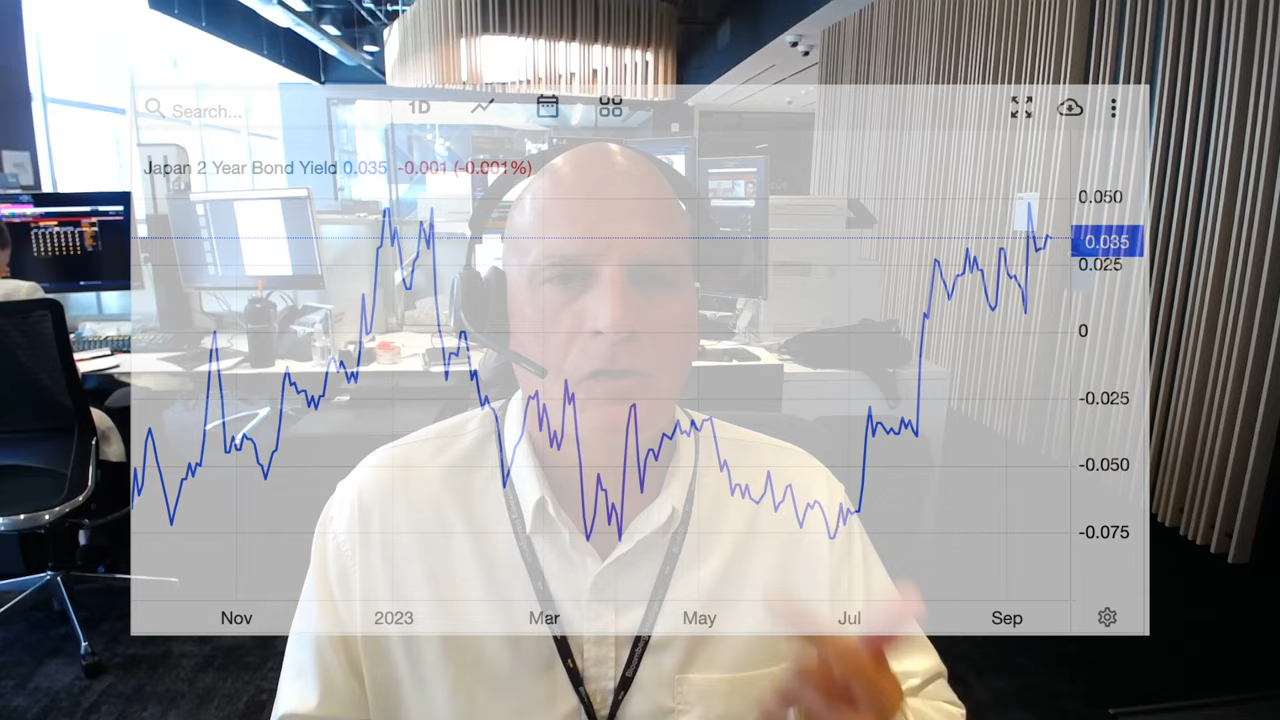 Search... 1D
Japan 2 Year Bond Yield 0.035 -0.001 (-0.001%)
0.050
0.035
0.025
0
-0.025
-0.050
-0.075
Nov 2023 Mar May Jul Sep
Bloomberg